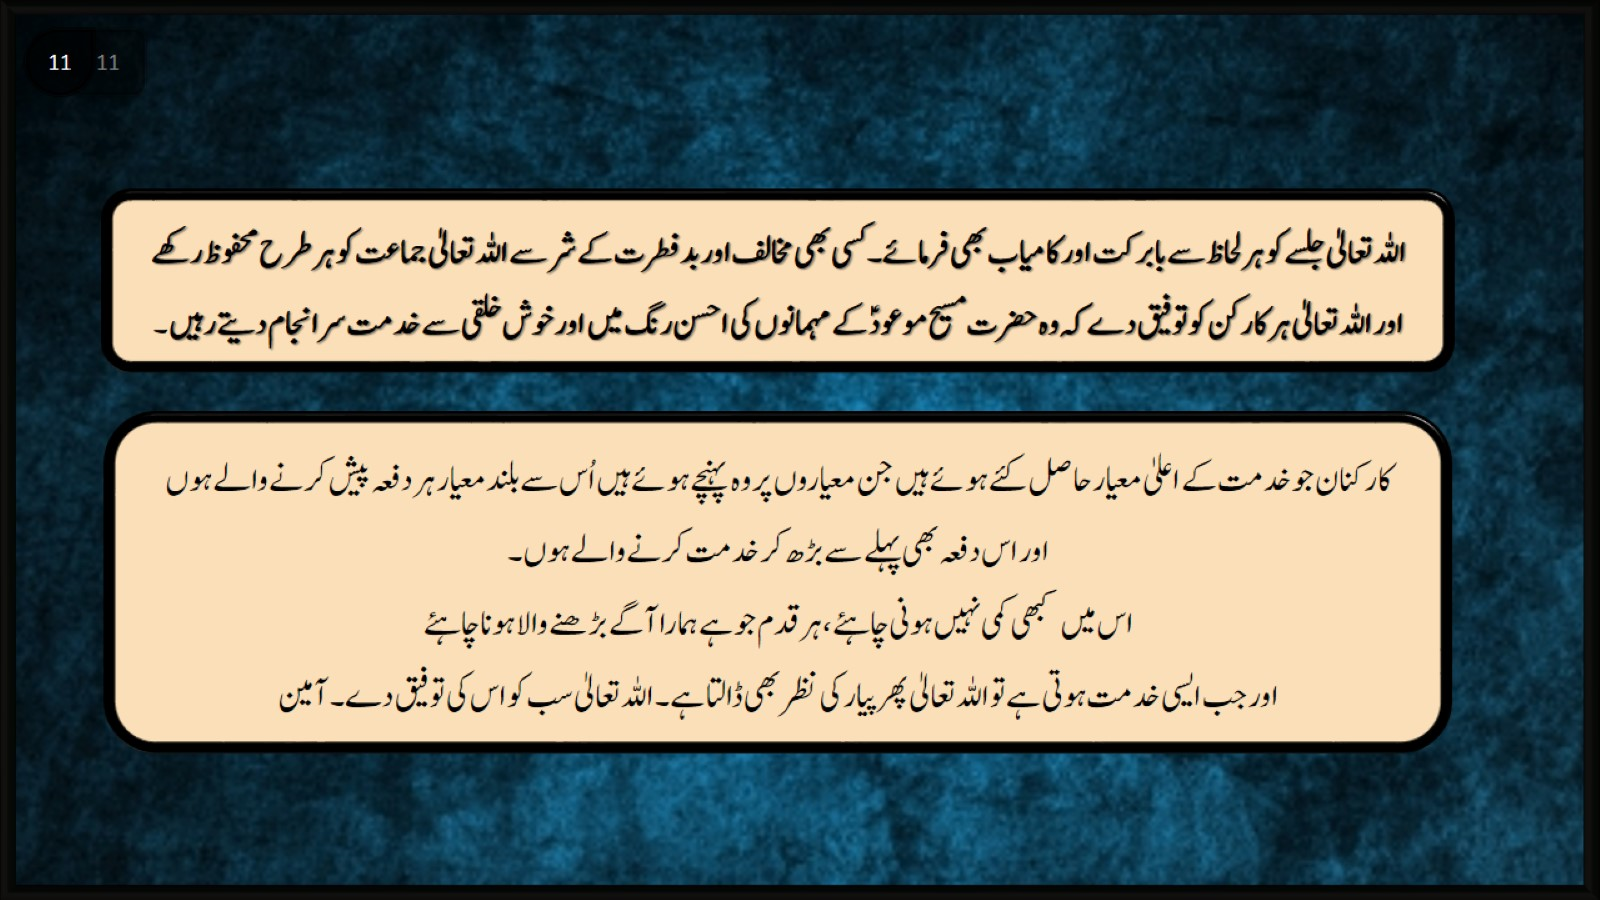 11 11
اللہ تعالیٰ جلسے کو ہر لحاظ سے بابرکت اور کامیاب بھی فرمائے۔ کسی بھی مخالف اور بد فطرت کے شر سے اللہ تعالیٰ جماعت کو ہر طرح محفوظ رکھے
اور اللہ تعالیٰ ہر کارکن کو توفیق دے کہ وہ حضرت مسیح موعودؑ کے مہمانوں کی احسن رنگ میں اور خوش خلقی سے خدمت سرانجام دیتے رہیں۔
کارکنان جو خدمت کے اعلیٰ معیار حاصل کئے ہوئے ہیں جن معیاروں پر وہ پہنچے ہوئے ہیں اُس سے بلند معیار ہر دفعہ پیش کرنے والے ہوں
اور اس دفعہ بھی پہلے سے بڑھ کر خدمت کرنے والے ہوں۔
اس میں کبھی کمی نہیں ہونی چاہئے، ہر قدم جو ہے ہمارا آگے بڑھنے والا ہونا چاہئے
اور جب ایسی خدمت ہوتی ہے تو اللہ تعالیٰ پھر پیار کی نظر بھی ڈالتا ہے۔ اللہ تعالیٰ سب کو اس کی توفیق دے۔ آمین